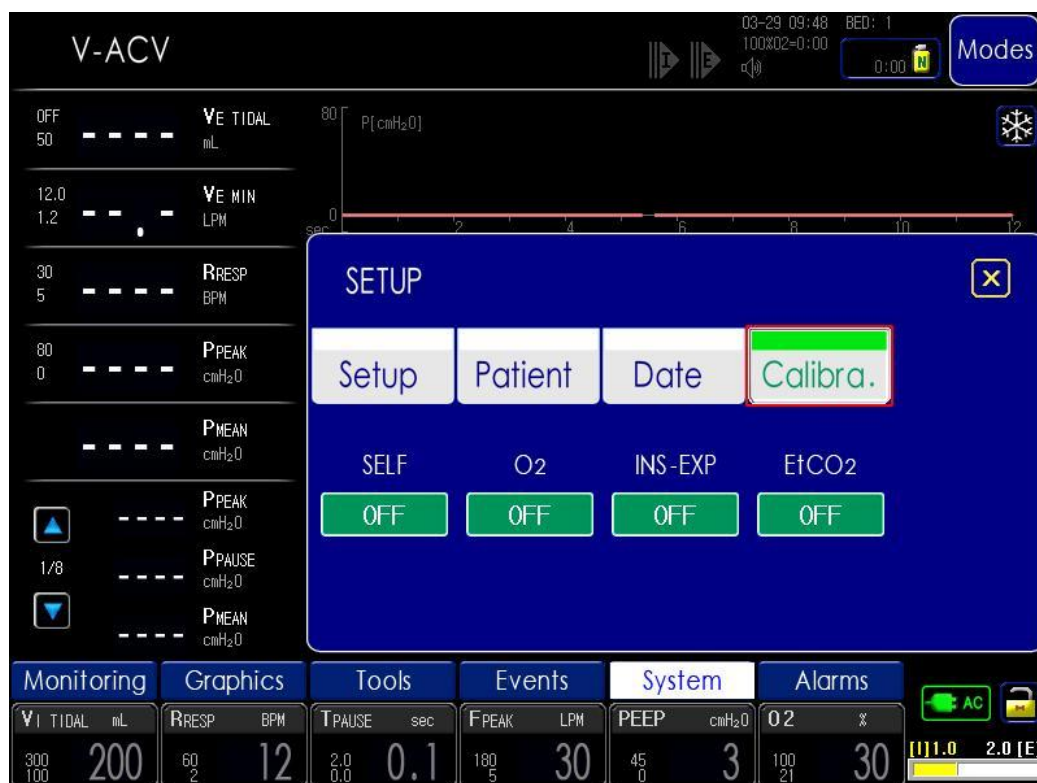 V-ACV
03-29 09:48 BED: 1
100%O2=0:00
0:00 N
Modes
OFF
50
---- VE TIDAL
mL
80
P[cmH2O]
12.0
1.2
--.- VE MIN
LPM
0
sec 2 4 6 8 10 12
I E
30
5
---- RRESP
BPM
SETUP
X
80
0
---- PPEAK
cmH2O
Setup Patient Date Calibra.
---- PMEAN
cmH2O
SELF O2 INS-EXP EtCO2
OFF OFF OFF OFF
---- PPEAK
cmH2O
1/8
---- PPAUSE
cmH2O
---- PMEAN
cmH2O
Monitoring Graphics Tools Events System Alarms
VI TIDAL mL RRESP BPM TPAUSE sec FPEAK LPM PEEP cmH2O O2 %
300
100
200
60
2
12
2.0
0.0
0.1
180
5
30
45
0
3
100
21
30
AC
[I]1.0 2.0 [E